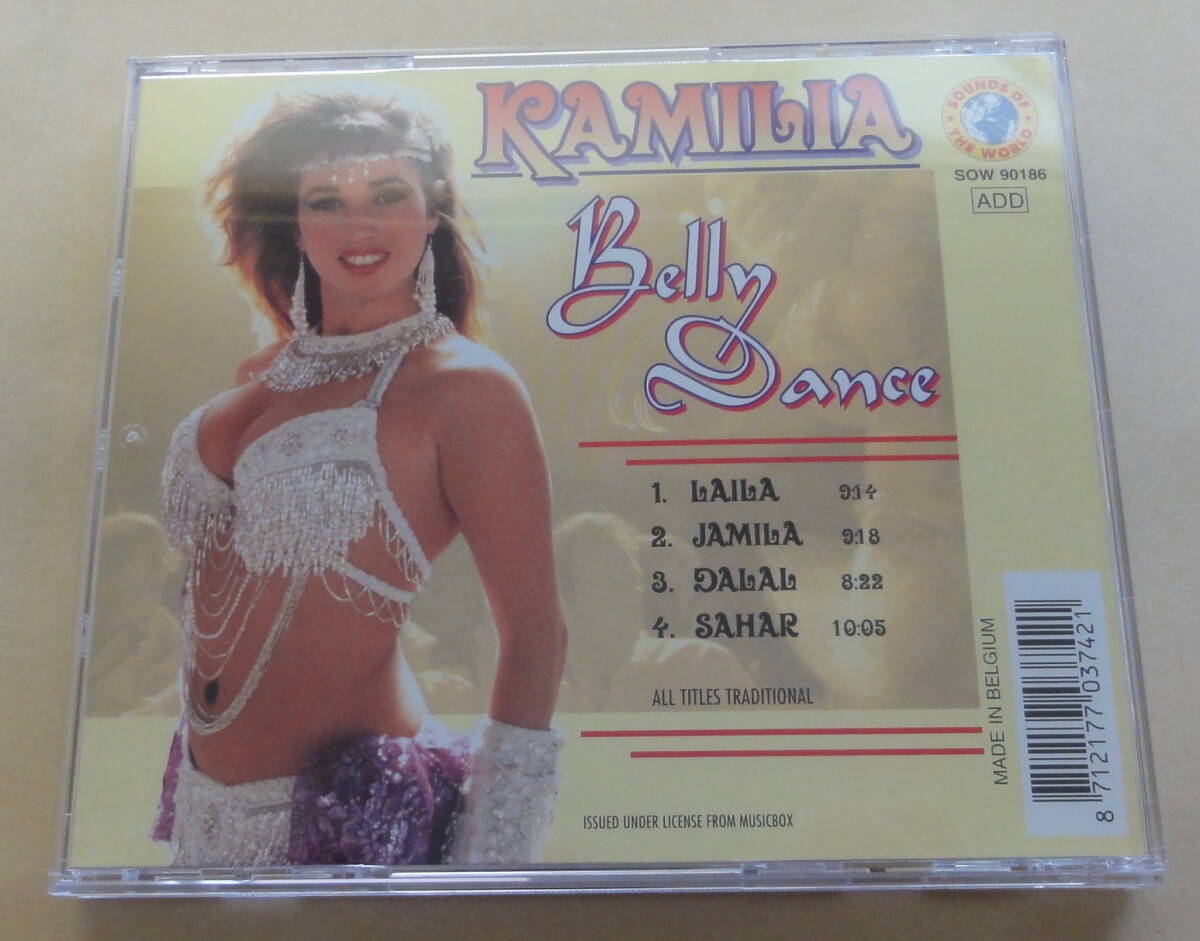 KAMILIA
SOUNDS OF
THE WORLD
SOW 90186
ADD
Belly
Dance
1. LAILA 9:14
2. JAMILA 9:18
3. DALAL 8:22
4. SAHAR 10:05
ALL TITLES TRADITIONAL
ISSUED UNDER LICENSE FROM MUSICBOX
MADE IN BELGIUM
8 712177 037421